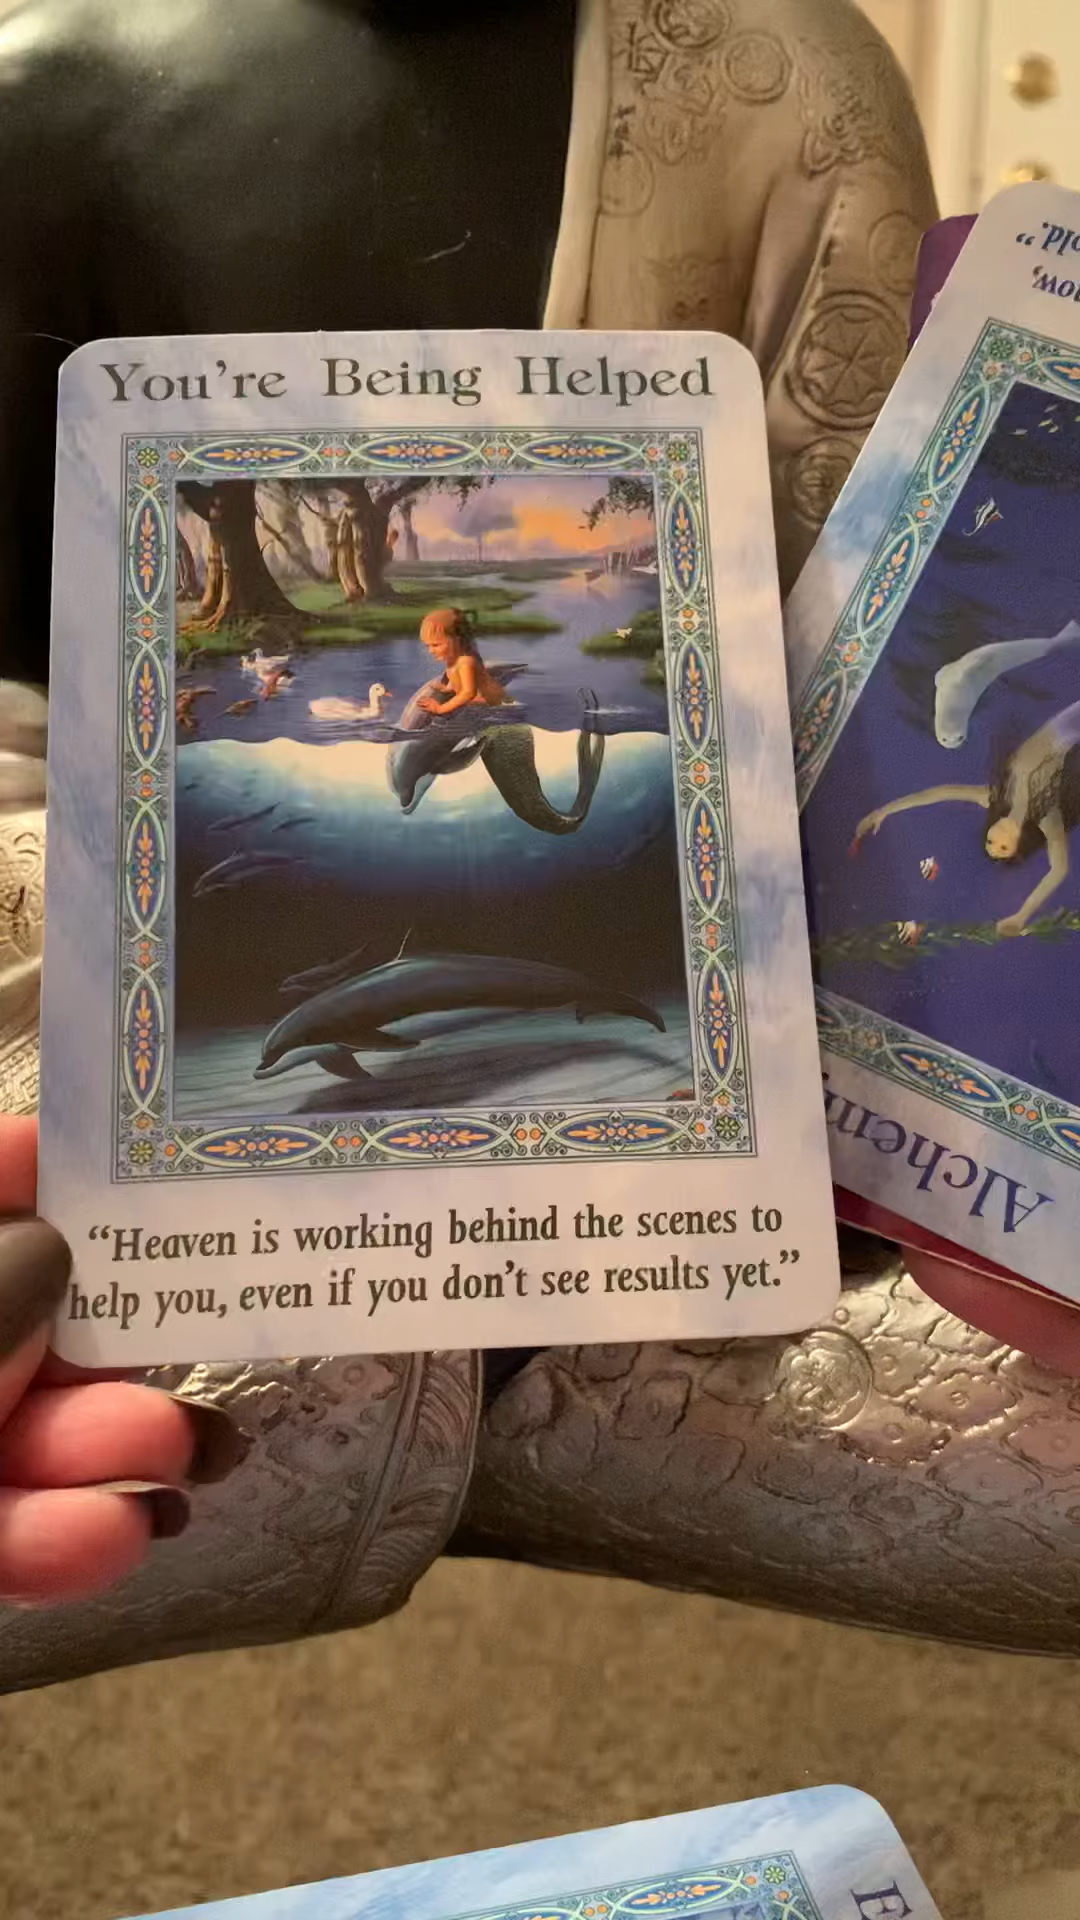 You're Being Helped
“Heaven is working behind the scenes to
help you, even if you don't see results yet.”